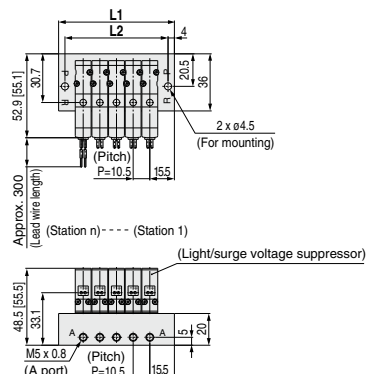 L1
L2
4
30.7
52.9 [55.1]
20.5
36
P
P
R
R
2 x ø4.5
(For mounting)
(Pitch)
P=10.5
15.5
Approx. 300
(Lead wire length)
(Station n) ---- (Station 1)
(Light/surge voltage suppressor)
48.5 [55.5]
33.1
A
A
5
20
M5 x 0.8
(A port)
(Pitch)
P=10.5
15.5